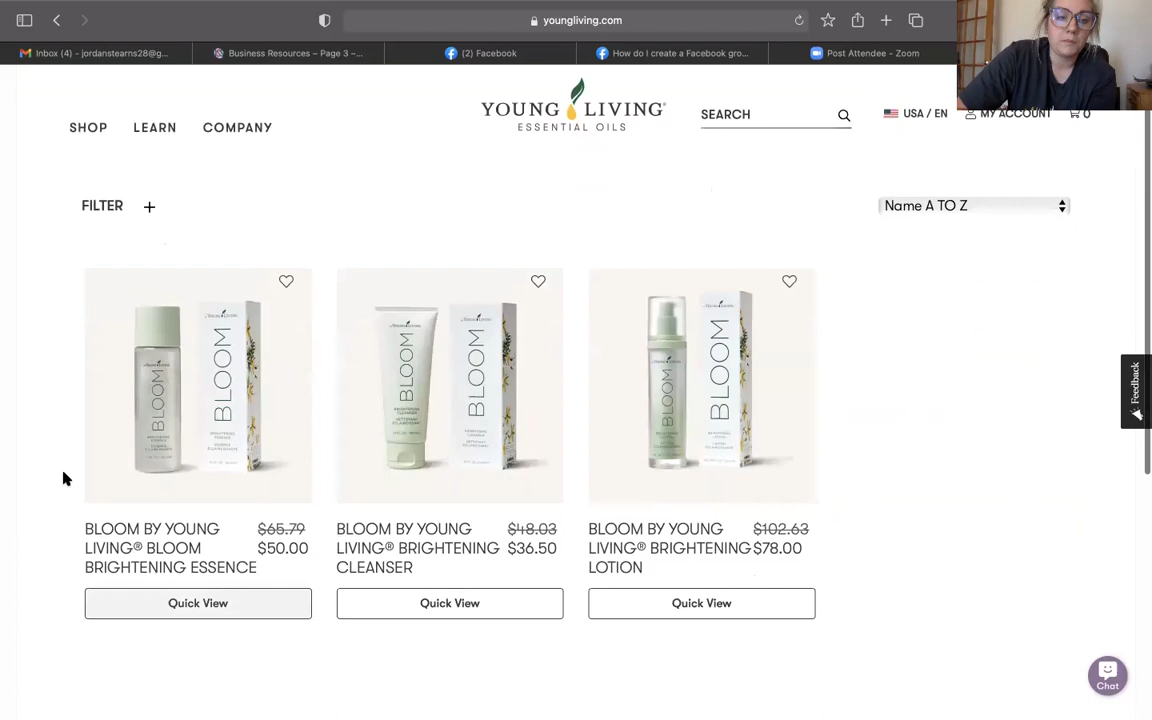 youngliving.com
Inbox (4) - jordanstearns28@g...
Business Resources – Page 3 –...
(2) Facebook
How do I create a Facebook gro...
Post Attendee - Zoom
SHOP LEARN COMPANY
YOUNG LIVING
ESSENTIAL OILS
SEARCH
USA / EN
MY ACCOUNT
0
FILTER +
Name A TO Z
BLOOM
BLOOM
BLOOM
BLOOM
BRIGHTENING CLEANSER
BLOOM
BLOOM
Feedback
BLOOM BY YOUNG $65.79
LIVING® BLOOM $50.00
BRIGHTENING ESSENCE
Quick View
BLOOM BY YOUNG $48.03
LIVING® BRIGHTENING $36.50
CLEANSER
Quick View
BLOOM BY YOUNG $102.63
LIVING® BRIGHTENING $78.00
LOTION
Quick View
Chat